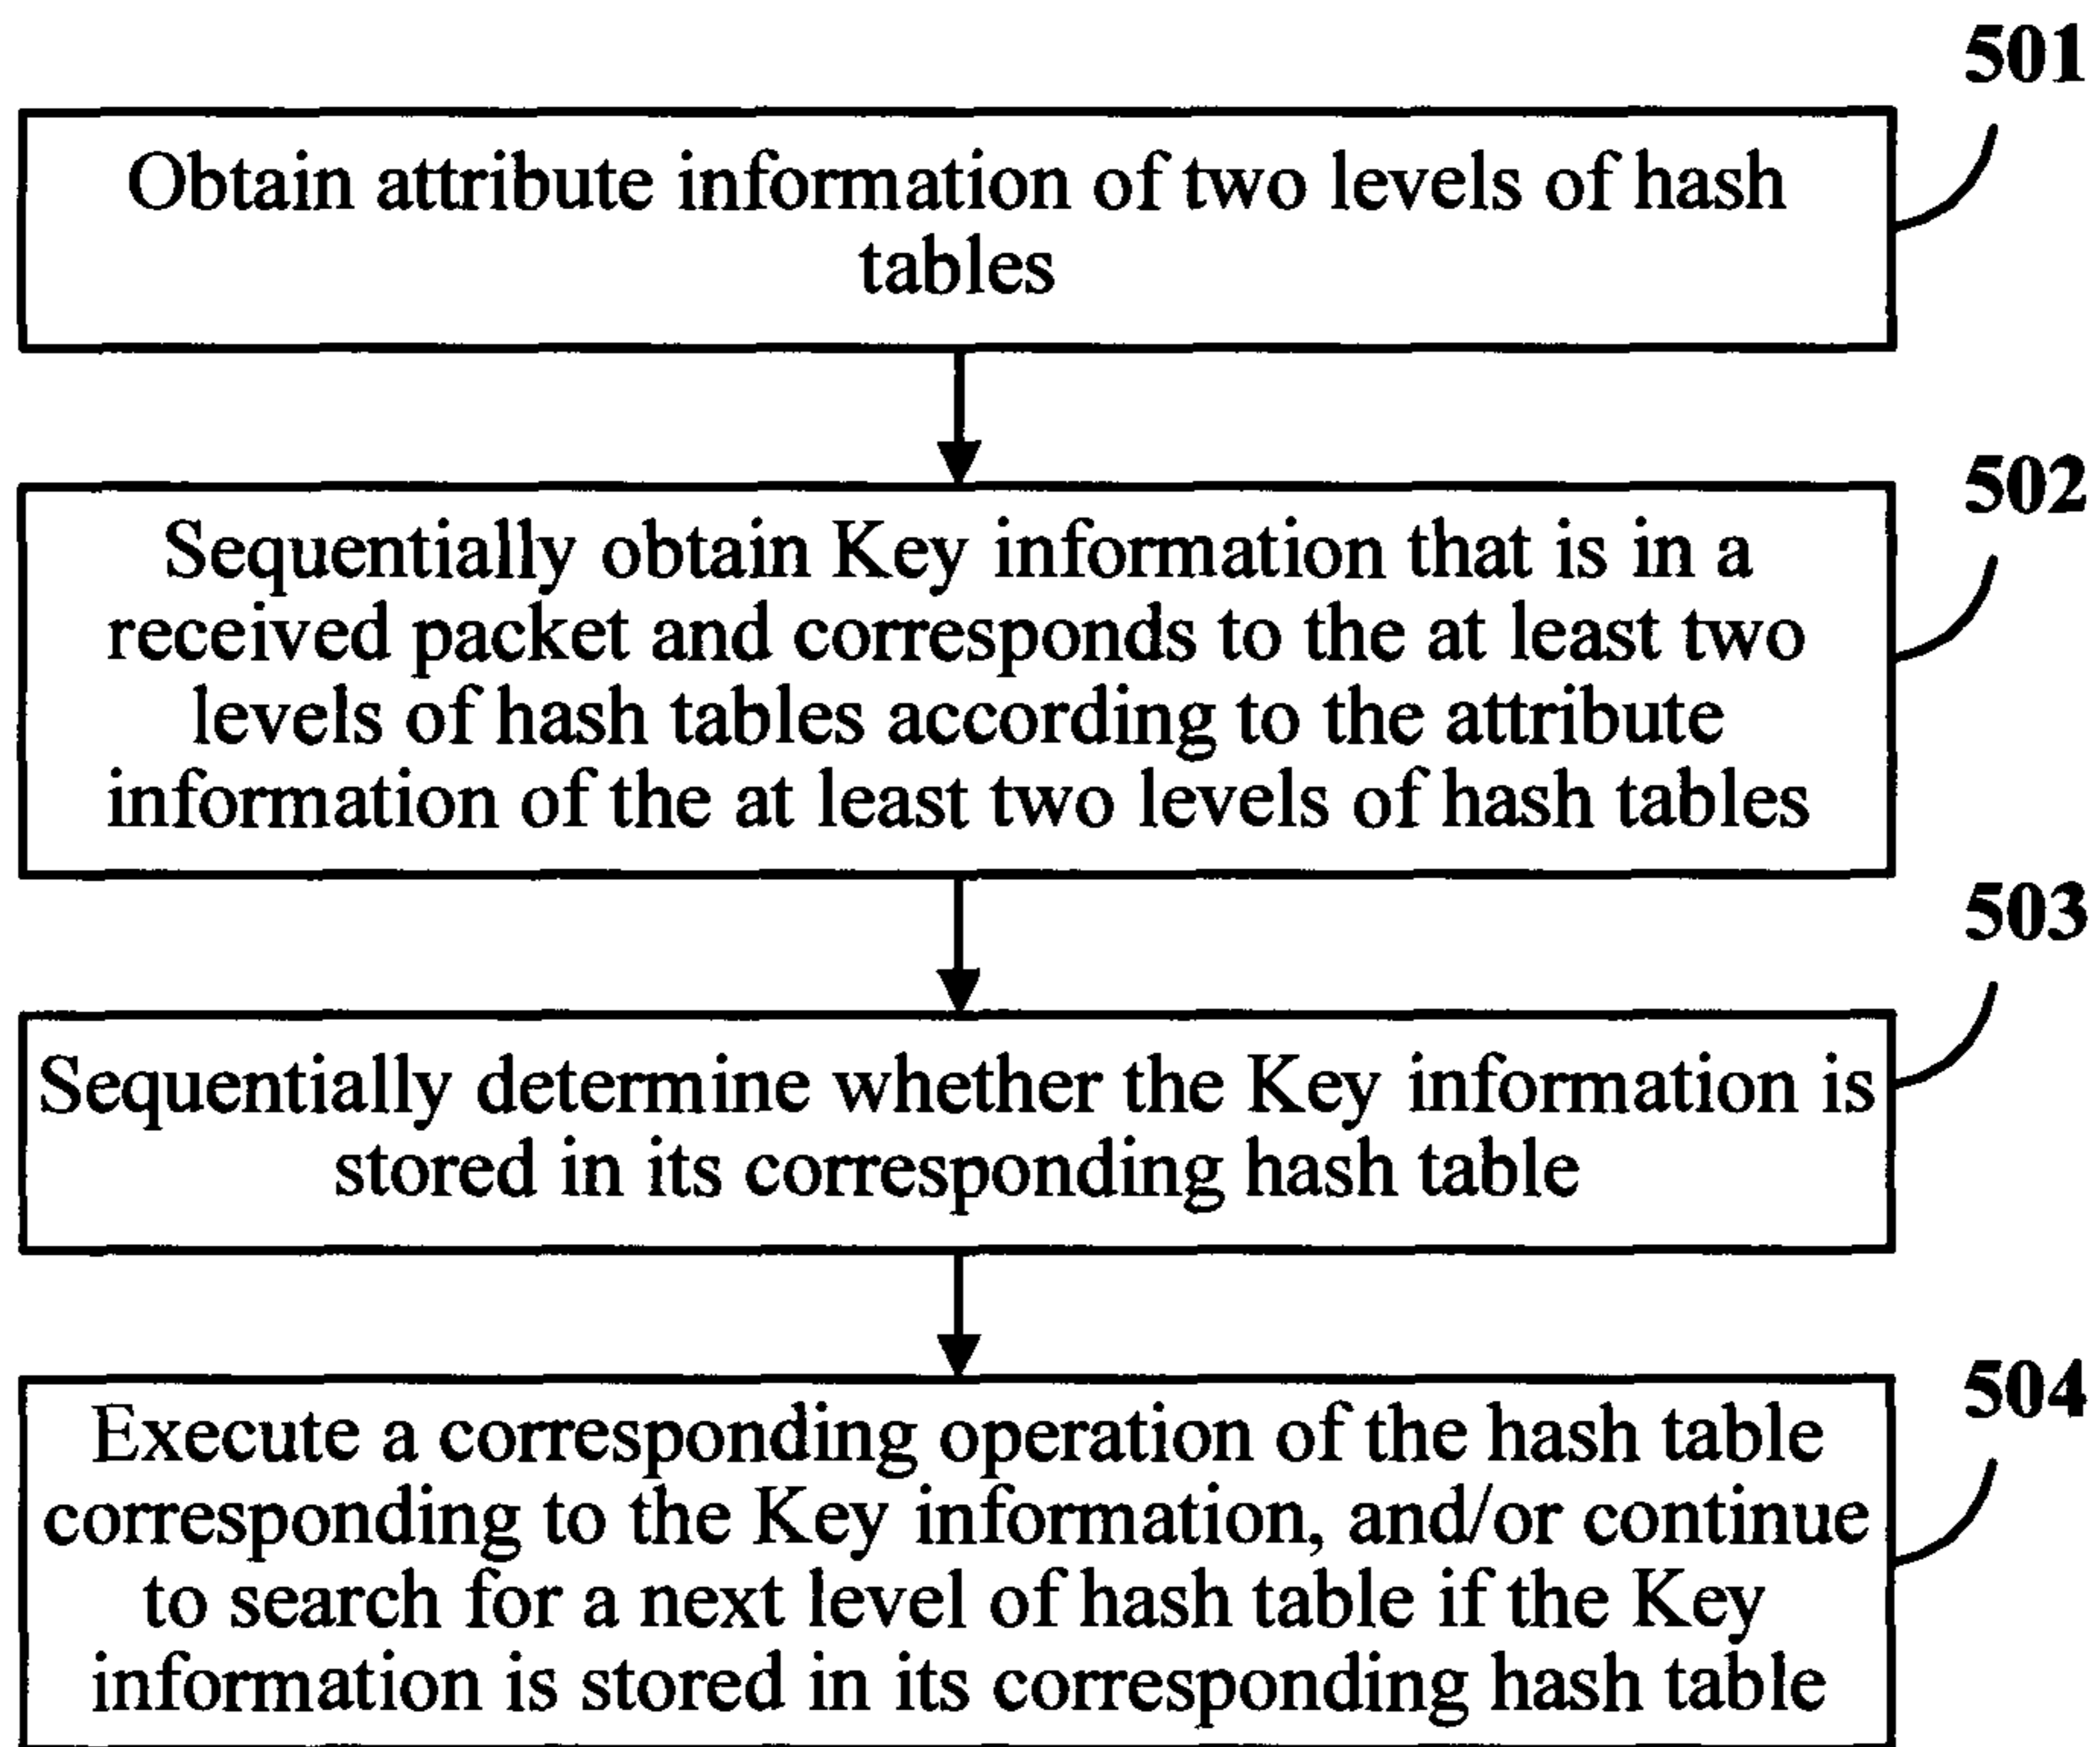 501
Obtain attribute information of two levels of hash
tables
502
Sequentially obtain Key information that is in a
received packet and corresponds to the at least two
levels of hash tables according to the attribute
information of the at least two levels of hash tables
503
Sequentially determine whether the Key information is
stored in its corresponding hash table
504
Execute a corresponding operation of the hash table
corresponding to the Key information, and/or continue
to search for a next level of hash table if the Key
information is stored in its corresponding hash table